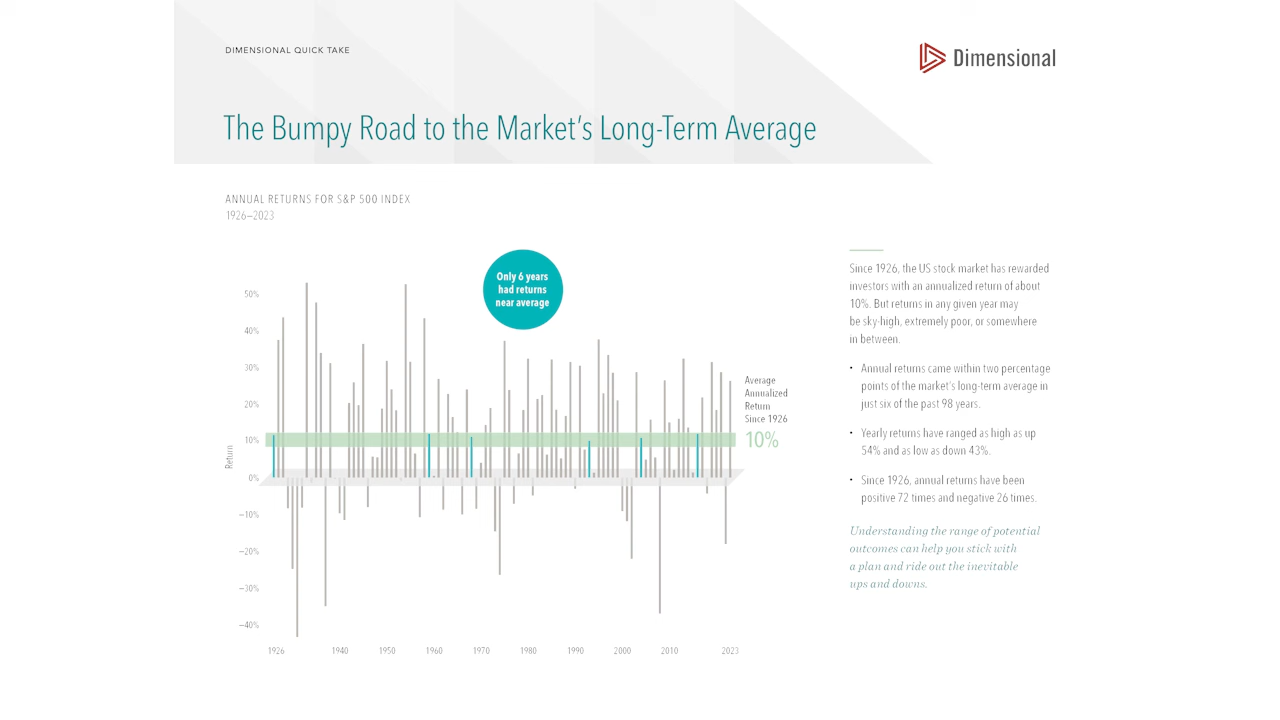 DIMENSIONAL QUICK TAKE
Dimensional
The Bumpy Road to the Market's Long-Term Average
ANNUAL RETURNS FOR S&P 500 INDEX
1926–2023
Only 6 years
had returns
near average
50%
40%
30%
20%
10%
0%
–10%
–20%
–30%
–40%
Return
1926
1940
1950
1960
1970
1980
1990
2000
2010
2023
Average
Annualized
Return
Since 1926
10%
Since 1926, the US stock market has rewarded
investors with an annualized return of about
10%. But returns in any given year may
be sky-high, extremely poor, or somewhere
in between.
• Annual returns came within two percentage
points of the market's long-term average in
just six of the past 98 years.
• Yearly returns have ranged as high as up
54% and as low as down 43%.
• Since 1926, annual returns have been
positive 72 times and negative 26 times.
Understanding the range of potential
outcomes can help you stick with
a plan and ride out the inevitable
ups and downs.